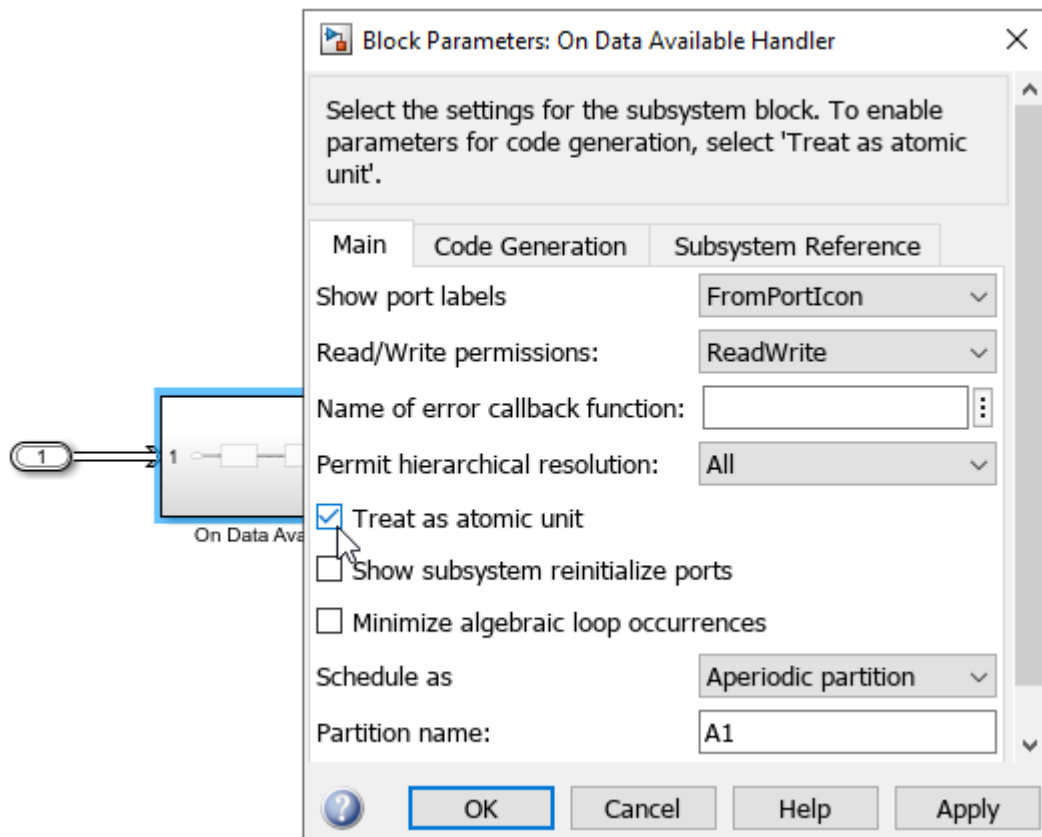 Block Parameters: On Data Available Handler
Select the settings for the subsystem block. To enable
parameters for code generation, select 'Treat as atomic
unit'.
Main Code Generation Subsystem Reference
Show port labels FromPortIcon
Read/Write permissions: ReadWrite
Name of error callback function:
Permit hierarchical resolution: All
1 1
Treat as atomic unit
On Data Ava
Show subsystem reinitialize ports
Minimize algebraic loop occurrences
Schedule as Aperiodic partition
Partition name: A1
? OK Cancel Help Apply